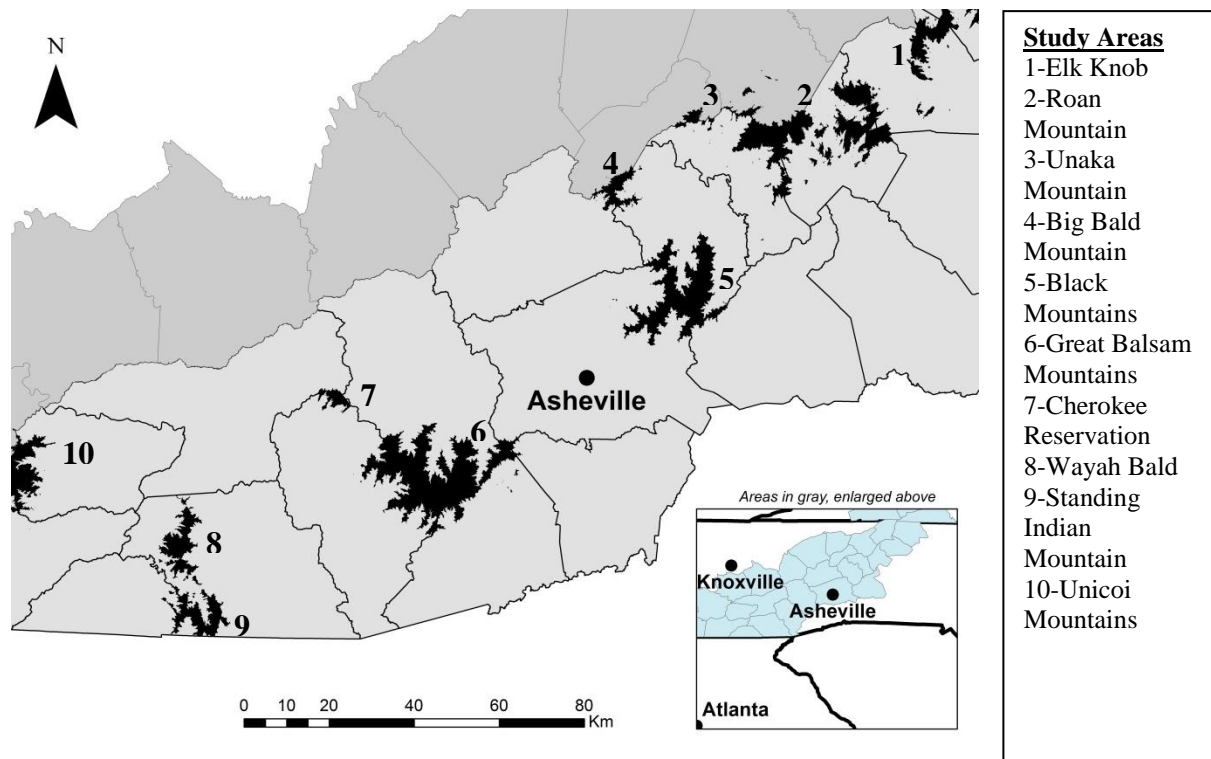 N
1
2
3
4
5
6
7
8
9
10
Asheville
0 10 20 40 60 80
Km
Areas in gray, enlarged above
Knoxville
Asheville
Atlanta
Study Areas
1-Elk Knob
2-Roan
Mountain
3-Unaka
Mountain
4-Big Bald
Mountain
5-Black
Mountains
6-Great Balsam
Mountains
7-Cherokee
Reservation
8-Wayah Bald
9-Standing
Indian
Mountain
10-Unicoi
Mountains